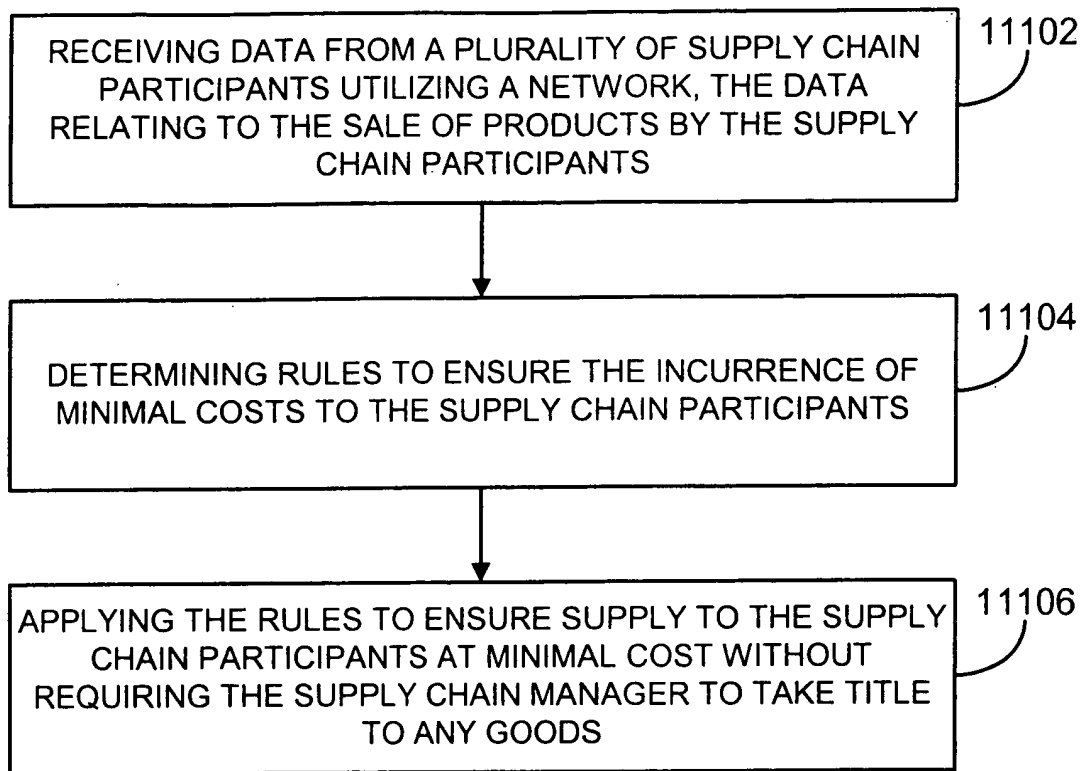 RECEIVING DATA FROM A PLURALITY OF SUPPLY CHAIN
PARTICIPANTS UTILIZING A NETWORK, THE DATA
RELATING TO THE SALE OF PRODUCTS BY THE SUPPLY
CHAIN PARTICIPANTS
11102
DETERMINING RULES TO ENSURE THE INCURRENCE OF
MINIMAL COSTS TO THE SUPPLY CHAIN PARTICIPANTS
11104
APPLYING THE RULES TO ENSURE SUPPLY TO THE SUPPLY
CHAIN PARTICIPANTS AT MINIMAL COST WITHOUT
REQUIRING THE SUPPLY CHAIN MANAGER TO TAKE TITLE
TO ANY GOODS
11106